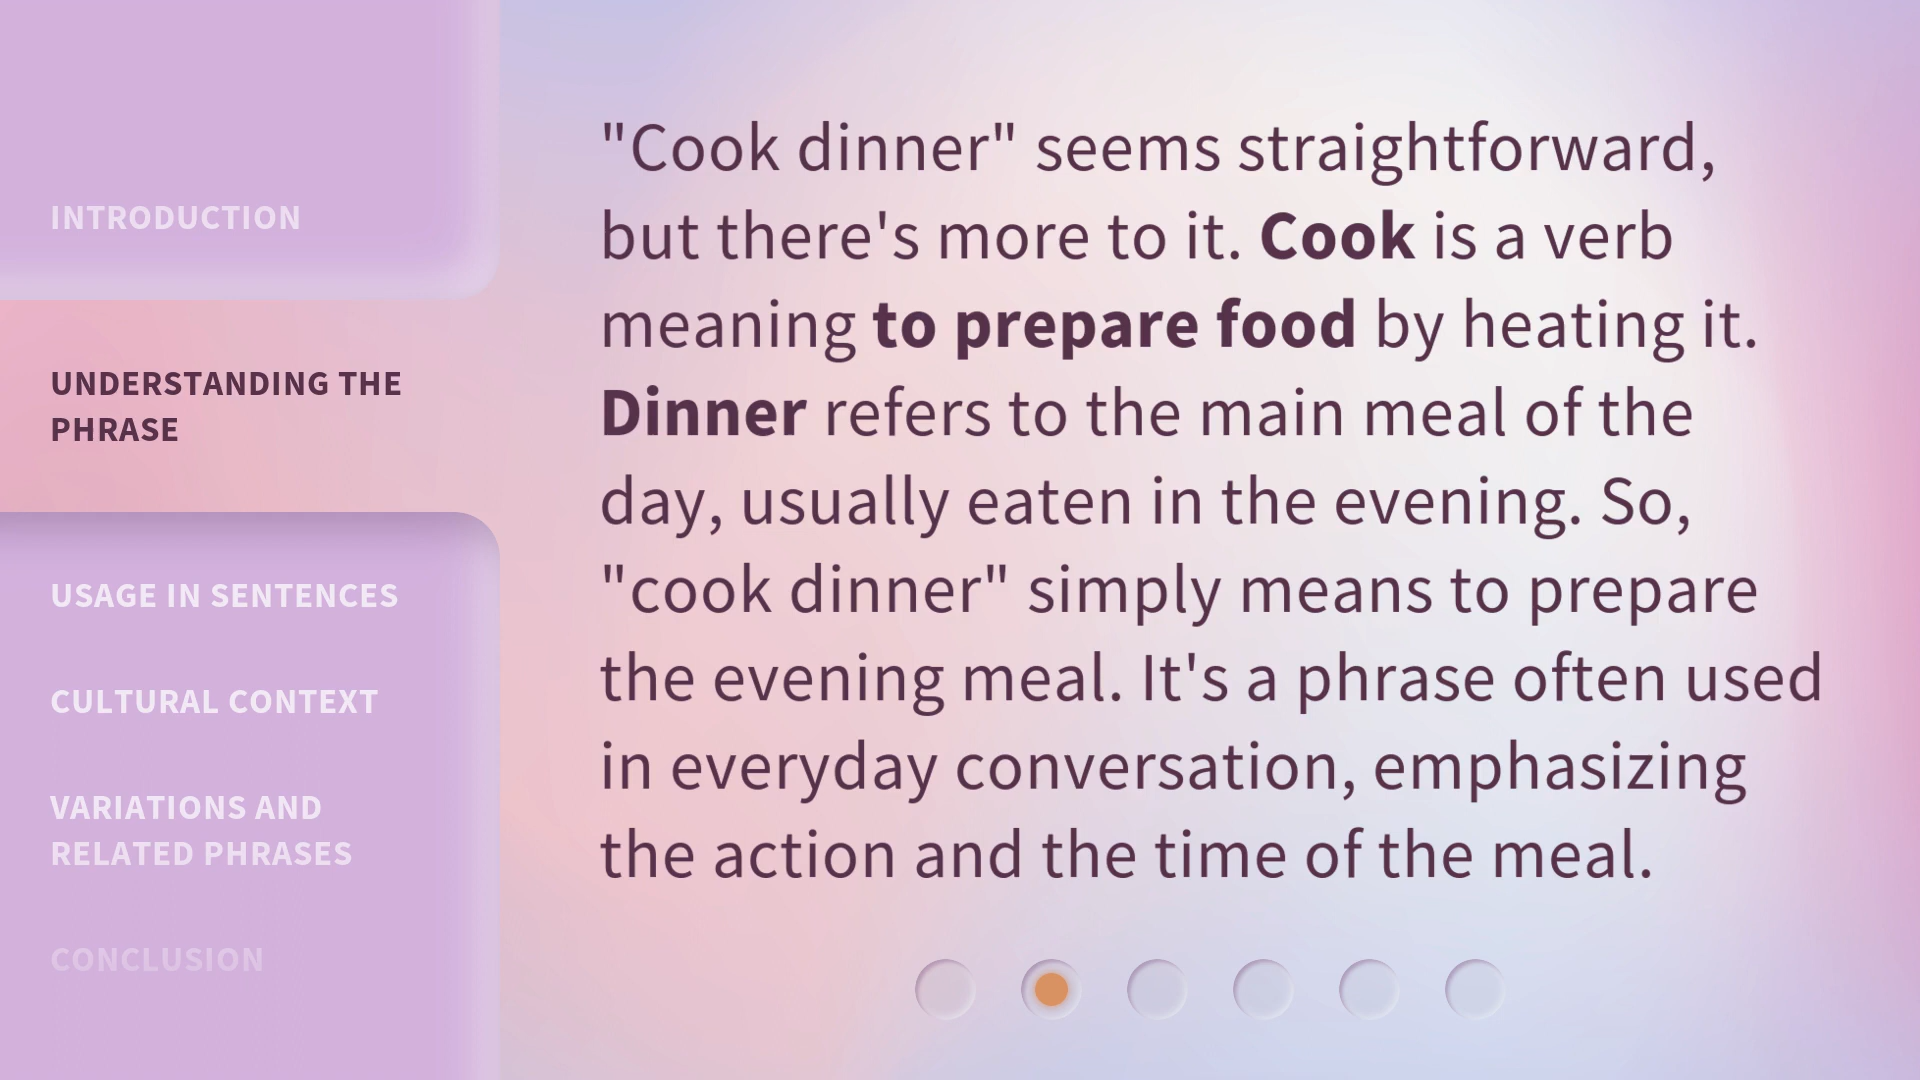 INTRODUCTION
UNDERSTANDING THE
PHRASE
USAGE IN SENTENCES
CULTURAL CONTEXT
VARIATIONS AND
RELATED PHRASES
CONCLUSION
"Cook dinner" seems straightforward,
but there's more to it. Cook is a verb
meaning to prepare food by heating it.
Dinner refers to the main meal of the
day, usually eaten in the evening. So,
"cook dinner" simply means to prepare
the evening meal. It's a phrase often used
in everyday conversation, emphasizing
the action and the time of the meal.